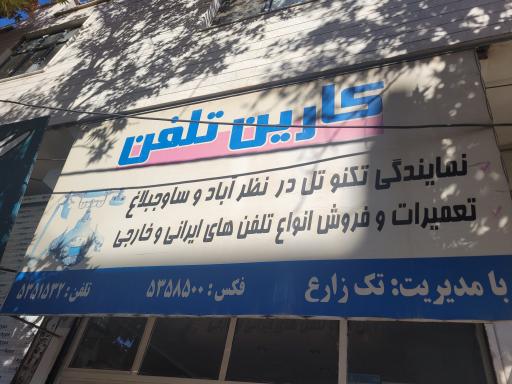 کارین تلفن
نمایندگی تکنو تل در نظر آباد و ساوجبلاغ
تعمیرات و فروش انواع تلفن های ایرانی و خارجی
با مدیریت: تک زارع فکس: ۵۳۵۸۵۰۰ تلفن: ۵۳۵۱۵۳۲